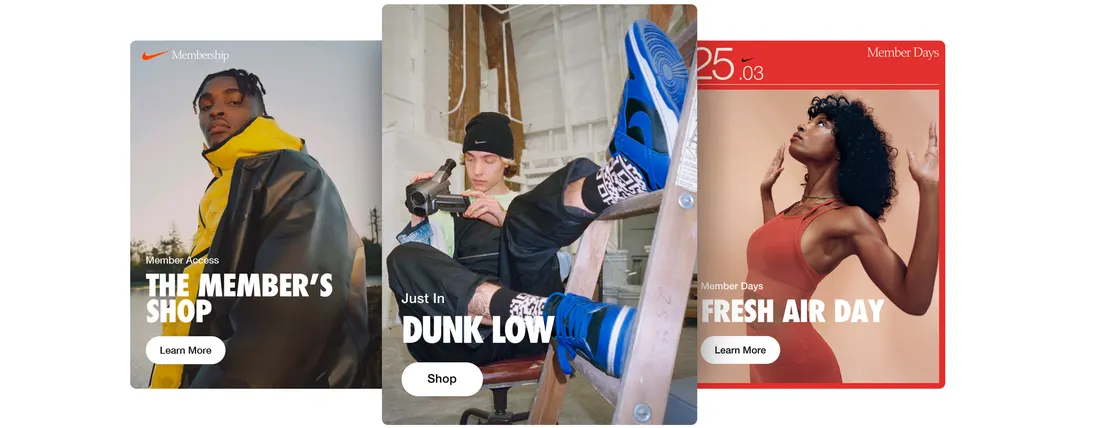 Membership
Member Access
THE MEMBER'S
SHOP
Learn More
Just In
DUNK LOW
Shop
25.03
Member Days
Member Days
FRESH AIR DAY
Learn More